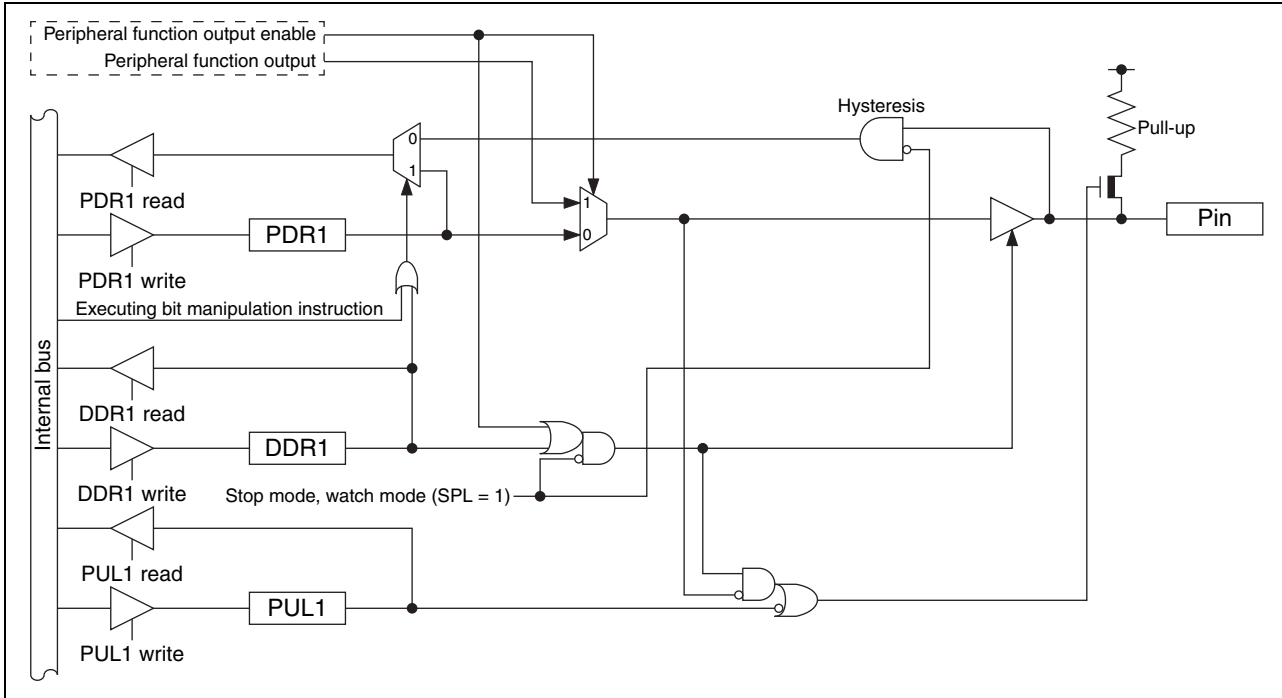 Peripheral function output enable
Peripheral function output
Hysteresis
Pull-up
0
1
PDR1 read
1
0
PDR1
Pin
PDR1 write
Executing bit manipulation instruction
Internal bus
DDR1 read
DDR1
DDR1 write
Stop mode, watch mode (SPL = 1)
PUL1 read
PUL1
PUL1 write